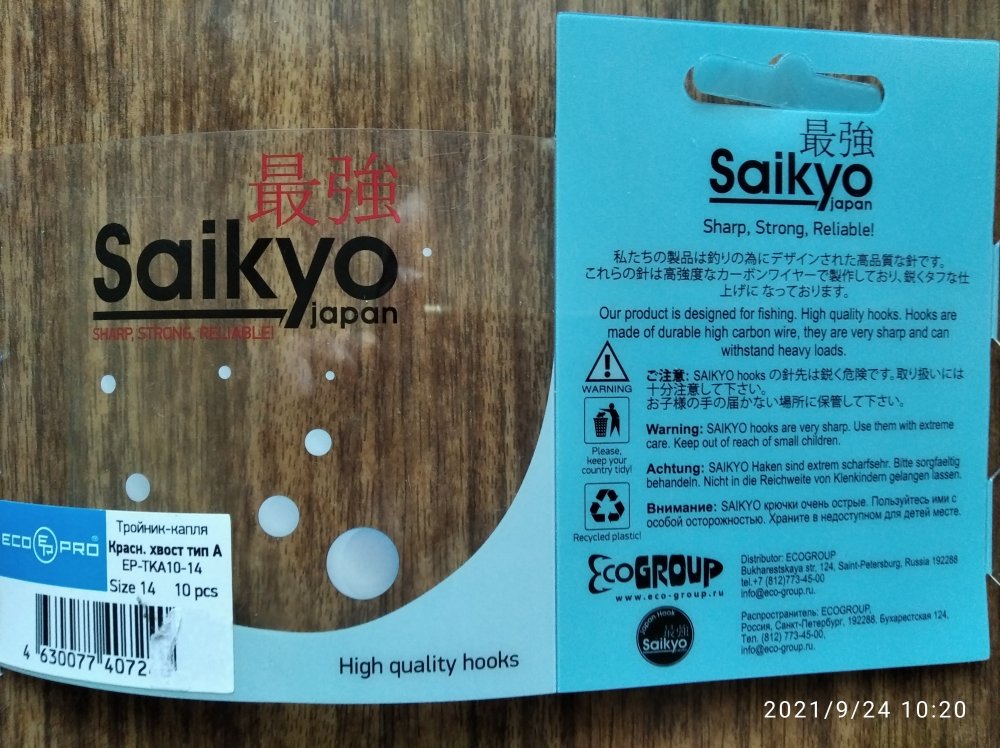 最強
Saikyo
japan
SHARP, STRONG, RELIABLE!
ECO EP PRO®
Тройник-капля
Красн. хвост тип А
EP-TKA10-14
Size 14 10 pcs
4 630077 4072
High quality hooks
最強
Saikyo
japan
Sharp, Strong, Reliable!
私たちの製品は釣りの為にデザインされた高品質な針です。
これらの針は高強度なカーボンワイヤーで製作しており、鋭くタフな仕
上げに なっております。
Our product is designed for fishing. High quality hooks. Hooks are
made of durable high carbon wire, they are very sharp and can
withstand heavy loads.
WARNING
ご注意: SAIKYO hooks の針先は鋭く危険です。取り扱いには
十分注意して下さい。
お子様の手の届かない場所に保管して下さい。
Please,
keep your
country tidy!
Warning: SAIKYO hooks are very sharp. Use them with extreme
care. Keep out of reach of small children.
Achtung: SAIKYO Haken sind extrem scharfsehr. Bitte sorgfaeltig
behandeln. Nicht in die Reichweite von Klenkindern gelangen lassen.
Recycled plastic!
Внимание: SAIKYO крючки очень острые. Пользуйтесь ими с
особой осторожностью. Храните в недоступном для детей месте.
ECOGROUP
www.eco-group.ru
Distributor: ECOGROUP
Bukharestskaya str, 124, Saint-Petersburg, Russia 192288
tel.+7 (812)773-45-00
info@eco-group.ru.
Japan Hook
最強
Saikyo
Распространитель: ECOGROUP,
Россия, Санкт-Петербург, 192288, Бухарестская 124,
Тел. (812) 773-45-00,
info@eco-group.ru.
2021/9/24 10:20